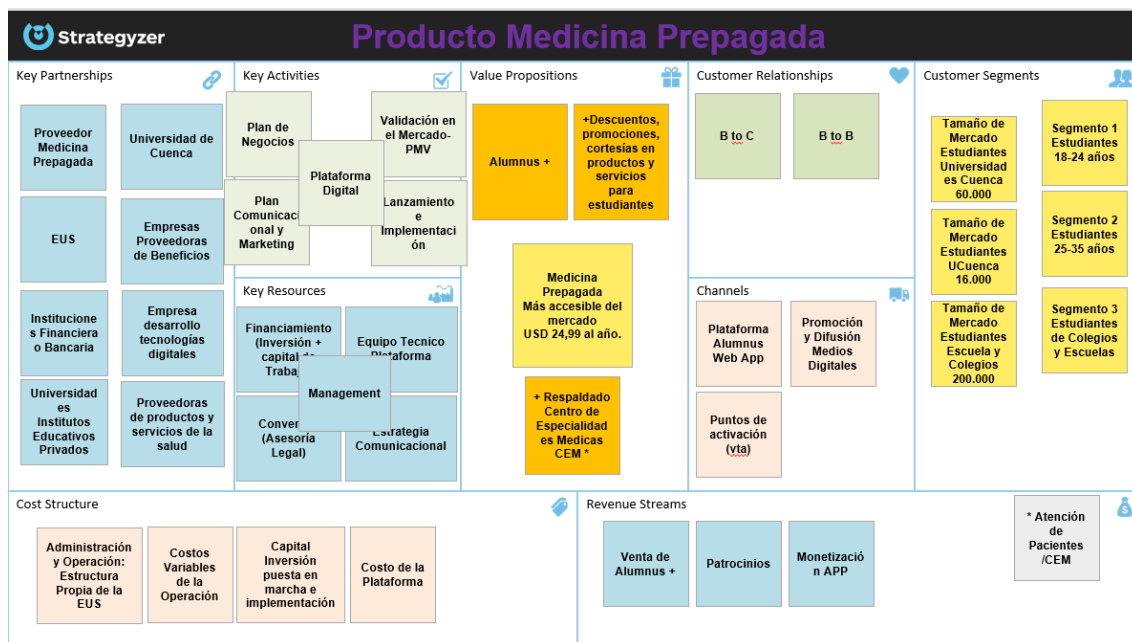 Strategyzer
Producto Medicina Prepagada
Key Partnerships
Proveedor
Medicina
Prepagada
Universidad de
Cuenca
EUS
Empresas
Proveedoras
de Beneficios
Institucione
s Financiera
o Bancaria
Empresa
desarrollo
tecnologías
digitales
Universidad
es
Institutos
Educativos
Privados
Proveedoras
de productos y
servicios de la
salud
Key Activities
Plan de
Negocios
Validación en
el Mercado-
PMV
Plataforma
Digital
Plan
Comunicaci
onal y
Marketing
Lanzamiento
e
Implementaci
ón
Key Resources
Financiamiento
(Inversión +
capital de
Trabaj
Equipo Tecnico
Plataforma
Management
Conven
(Asesoría
Legal)
Estrategia
Comunicacional
Value Propositions
Alumnus +
+Descuentos,
promociones,
cortesías en
productos y
servicios
para
estudiantes
Medicina
Prepagada
Más accesible del
mercado
USD 24,99 al año.
+ Respaldado
Centro de
Especialidad
es Medicas
CEM *
Customer Relationships
B to C
B to B
Channels
Plataforma
Alumnus
Web App
Promoción
y Difusión
Medios
Digitales
Puntos de
activación
(vta)
Customer Segments
Tamaño de
Mercado
Estudiantes
Universidad
es Cuenca
60.000
Segmento 1
Estudiantes
18-24 años
Tamaño de
Mercado
Estudiantes
UCuenca
16.000
Segmento 2
Estudiantes
25-35 años
Tamaño de
Mercado
Estudiantes
Escuela y
Colegios
200.000
Segmento 3
Estudiantes
de Colegios
y Escuelas
Cost Structure
Administración
y Operación:
Estructura
Propia de la
EUS
Costos
Variables
de la
Operación
Capital
Inversión
puesta en
marcha e
implementación
Costo de la
Plataforma
Revenue Streams
Venta de
Alumnus +
Patrocinios
Monetizació
n APP
* Atención
de
Pacientes
/CEM